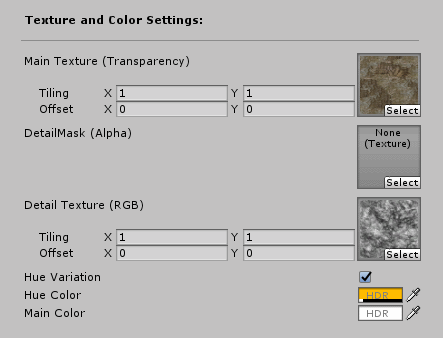 Texture and Color Settings:
Main Texture (Transparency)
Tiling X 1 Y 1
Offset X 0 Y 0
Select
DetailMask (Alpha)
None
(Texture)
Select
Detail Texture (RGB)
Tiling X 1 Y 1
Offset X 0 Y 0
Select
Hue Variation
Hue Color HDR
Main Color HDR